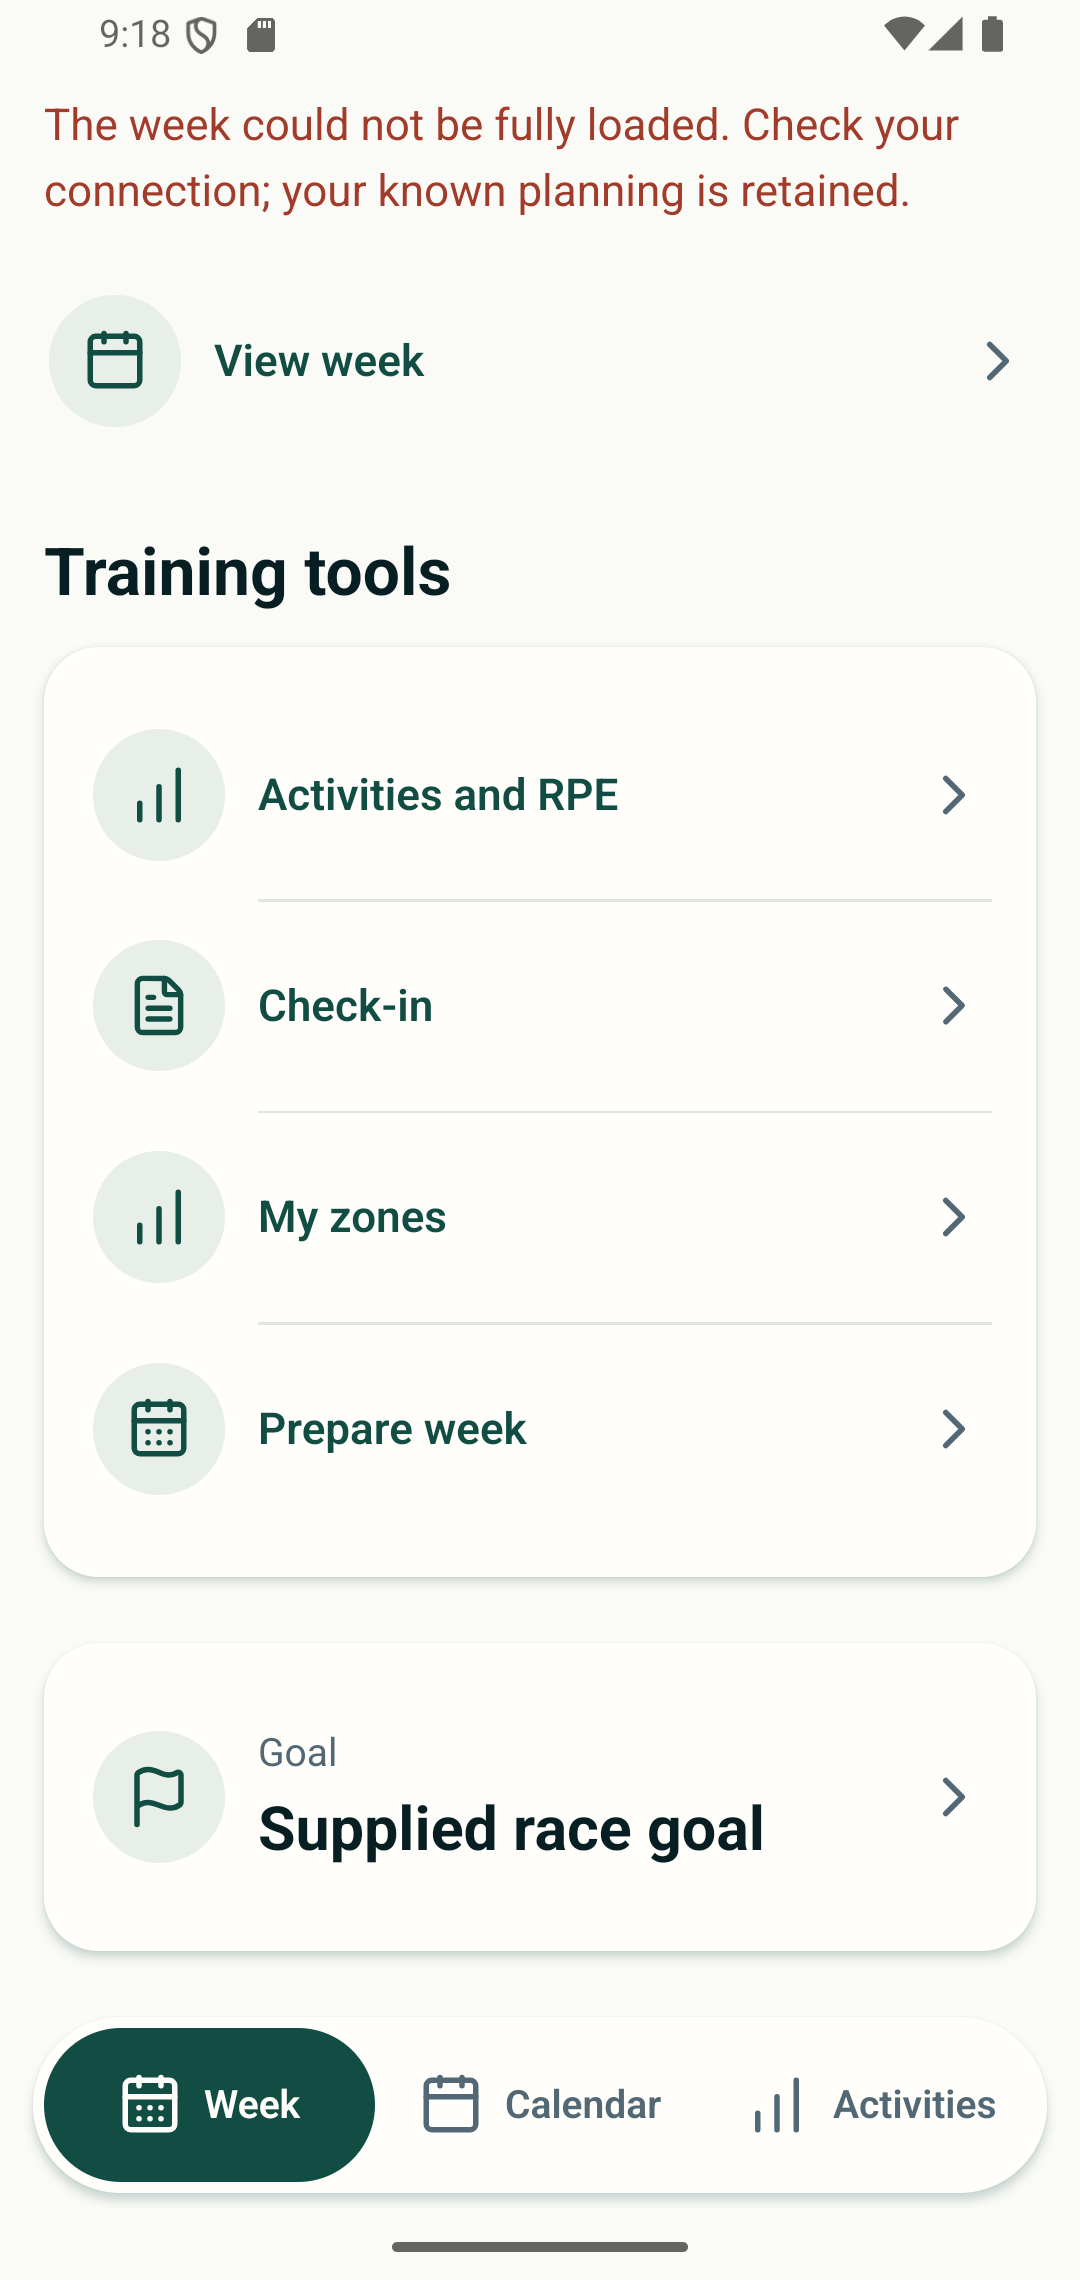 9:18
The week could not be fully loaded. Check your
connection; your known planning is retained.
View week
Training tools
Activities and RPE
Check-in
My zones
Prepare week
Goal
Supplied race goal
Week
Calendar
Activities